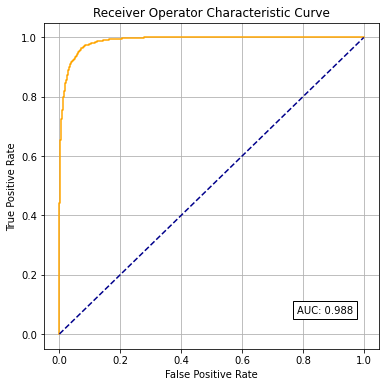 Receiver Operator Characteristic Curve
True Positive Rate
1.0
0.8
0.6
0.4
0.2
0.0
AUC: 0.988
0.0 0.2 0.4 0.6 0.8 1.0
False Positive Rate